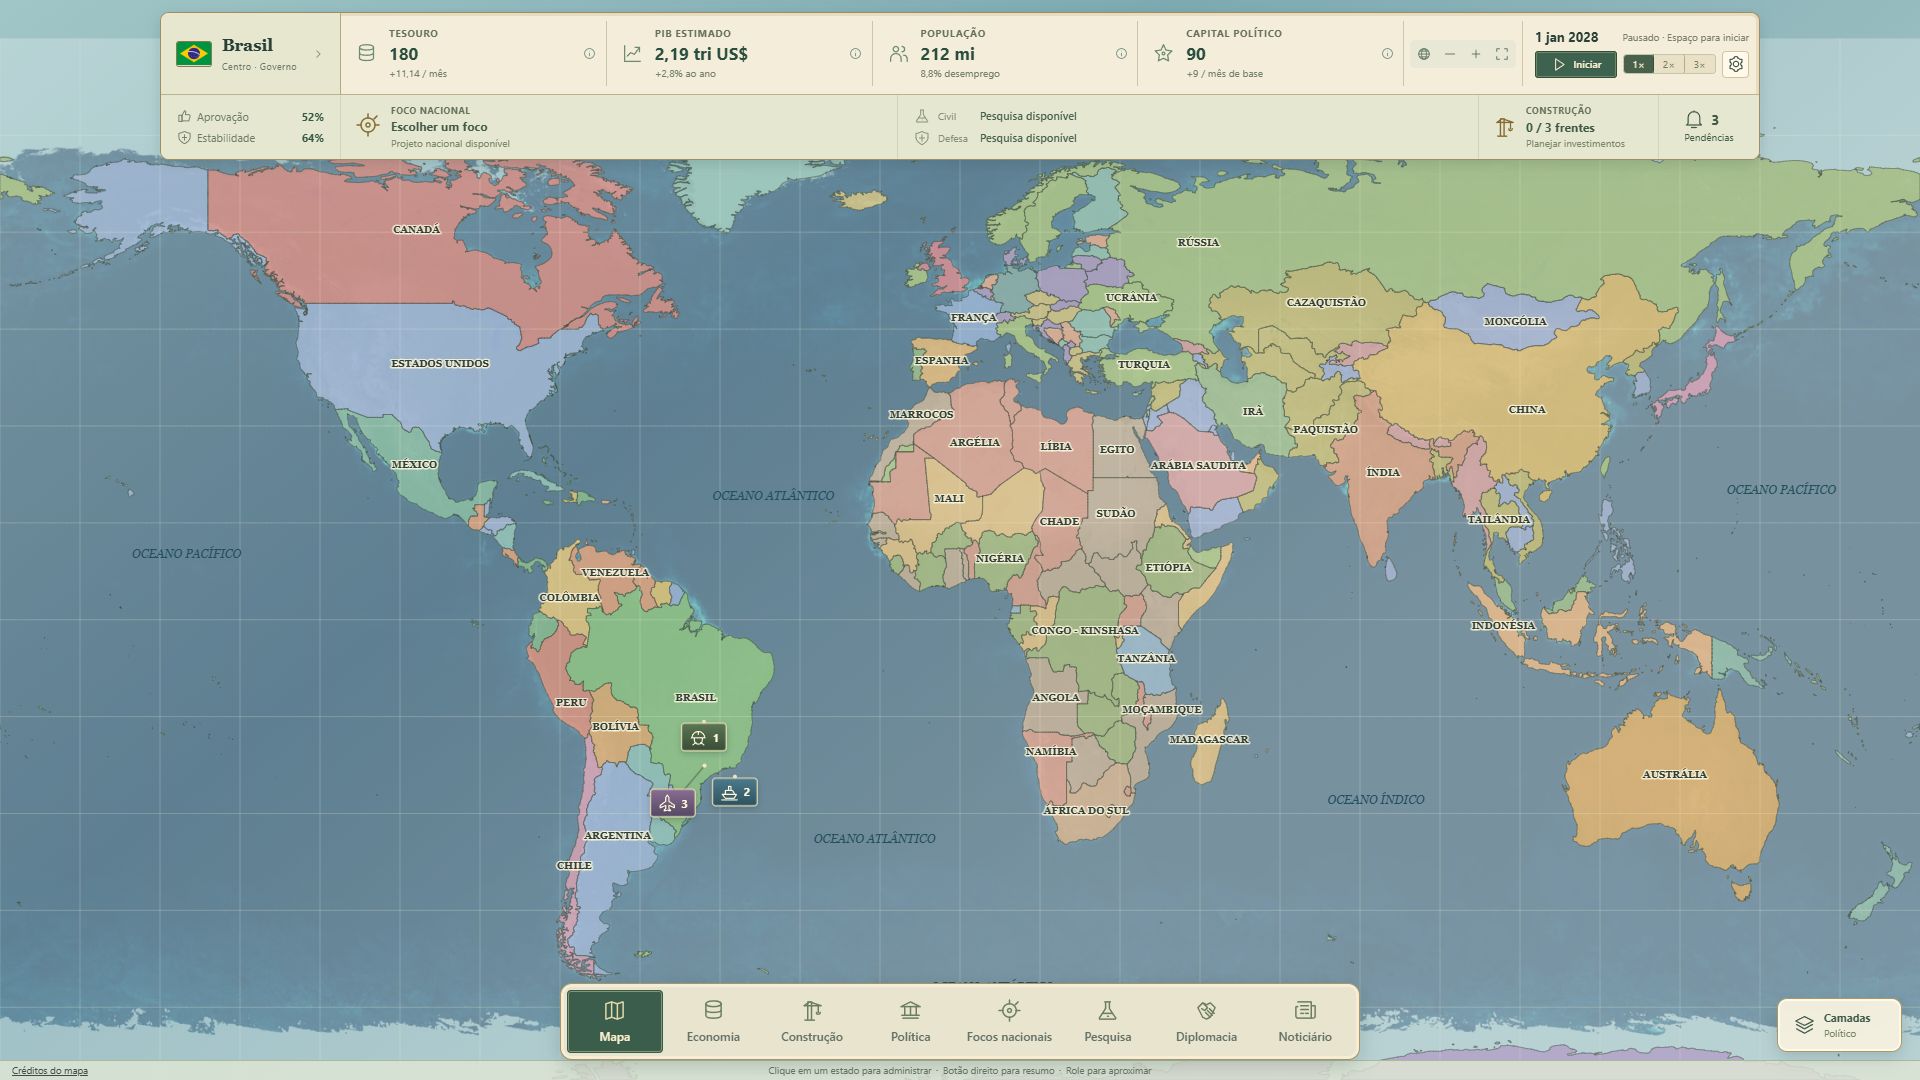 Brasil
Centro · Governo
TESOURO
180
+11,14 / mês
PIB ESTIMADO
2,19 tri US$
+2,8% ao ano
POPULAÇÃO
212 mi
8,8% desemprego
CAPITAL POLÍTICO
90
+9 / mês de base
1 jan 2028
Pausado · Espaço para iniciar
Iniciar
1×
2×
3×
Aprovação 52%
Estabilidade 64%
FOCO NACIONAL
Escolher um foco
Projeto nacional disponível
Civil Pesquisa disponível
Defesa Pesquisa disponível
CONSTRUÇÃO
0 / 3 frentes
Planejar investimentos
3
Pendências
CANADÁ
RÚSSIA
UCRÂNIA
CAZAQUISTÃO
FRANÇA
MONGÓLIA
ESTADOS UNIDOS
ESPANHA
TURQUIA
MARROCOS
IRÃ
CHINA
PAQUISTÃO
ARGÉLIA
LÍBIA
EGITO
MÉXICO
ARÁBIA SAUDITA
ÍNDIA
OCEANO ATLÂNTICO
MALI
OCEANO PACÍFICO
CHADE
SUDÃO
TAILÂNDIA
OCEANO PACÍFICO
NIGÉRIA
ETIÓPIA
VENEZUELA
COLÔMBIA
CONGO - KINSHASA
INDONÉSIA
TANZÂNIA
BRASIL
PERU
ANGOLA
MOÇAMBIQUE
BOLÍVIA
1
NAMÍBIA
MADAGASCAR
AUSTRÁLIA
3
2
OCEANO ÍNDICO
ÁFRICA DO SUL
ARGENTINA
OCEANO ATLÂNTICO
CHILE
Mapa
Economia
Construção
Política
Focos nacionais
Pesquisa
Diplomacia
Noticiário
Camadas
Político
Créditos do mapa
Clique em um estado para administrar · Botão direito para resumo · Role para aproximar